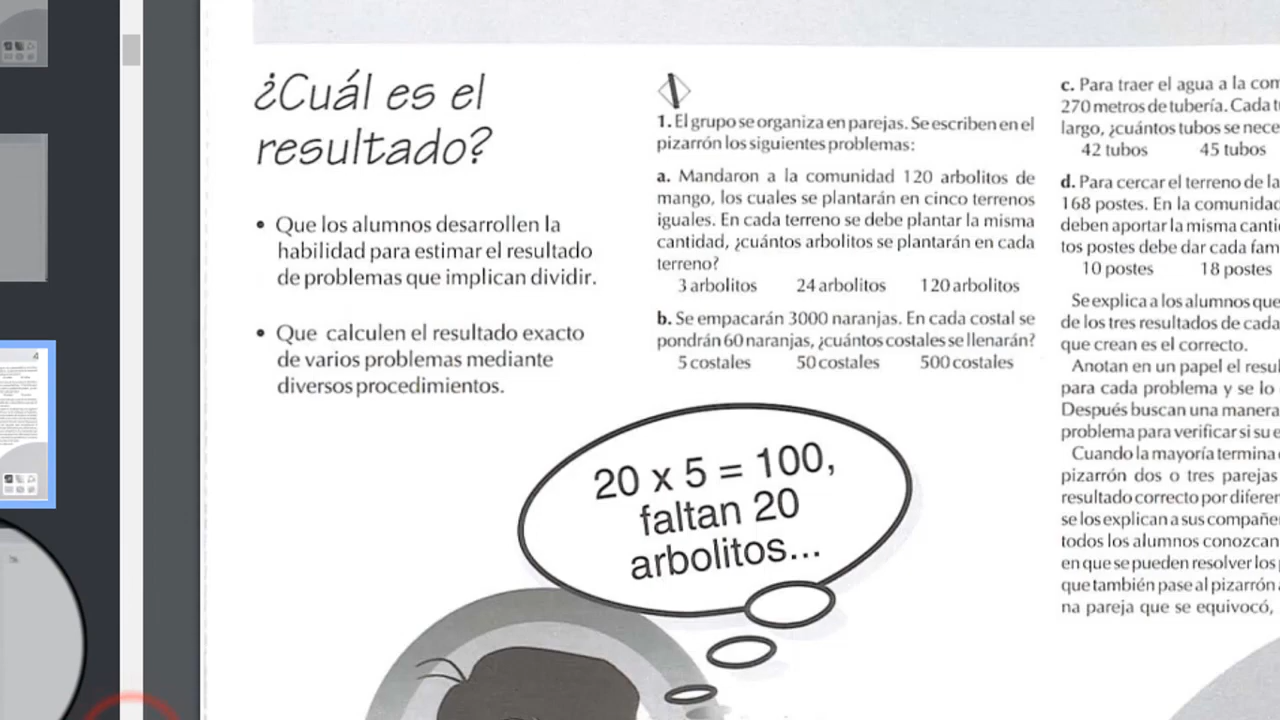 ¿Cuál es el
resultado?
• Que los alumnos desarrollen la
habilidad para estimar el resultado
de problemas que implican dividir.
• Que calculen el resultado exacto
de varios problemas mediante
diversos procedimientos.
1. El grupo se organiza en parejas. Se escriben en el
pizarrón los siguientes problemas:
a. Mandaron a la comunidad 120 arbolitos de
mango, los cuales se plantarán en cinco terrenos
iguales. En cada terreno se debe plantar la misma
cantidad, ¿cuántos arbolitos se plantarán en cada
terreno?
3 arbolitos 24 arbolitos 120 arbolitos
b. Se empacarán 3000 naranjas. En cada costal se
pondrán 60 naranjas, ¿cuántos costales se llenarán?
5 costales 50 costales 500 costales
20 x 5 = 100,
faltan 20
arbolitos...
c. Para traer el agua a la com
270 metros de tubería. Cada t
largo, ¿cuántos tubos se nece
42 tubos 45 tubos
d. Para cercar el terreno de la
168 postes. En la comunidad
deben aportar la misma canti
tos postes debe dar cada fam
10 postes 18 postes
Se explica a los alumnos que
de los tres resultados de cada
que crean es el correcto.
Anotan en un papel el resul
para cada problema y se lo
Después buscan una manera
problema para verificar si su e
Cuando la mayoría termina
pizarrón dos o tres parejas
resultado correcto por diferen
se los explican a sus compañe
todos los alumnos conozcan
en que se pueden resolver los
que también pase al pizarrón
na pareja que se equivocó,
4